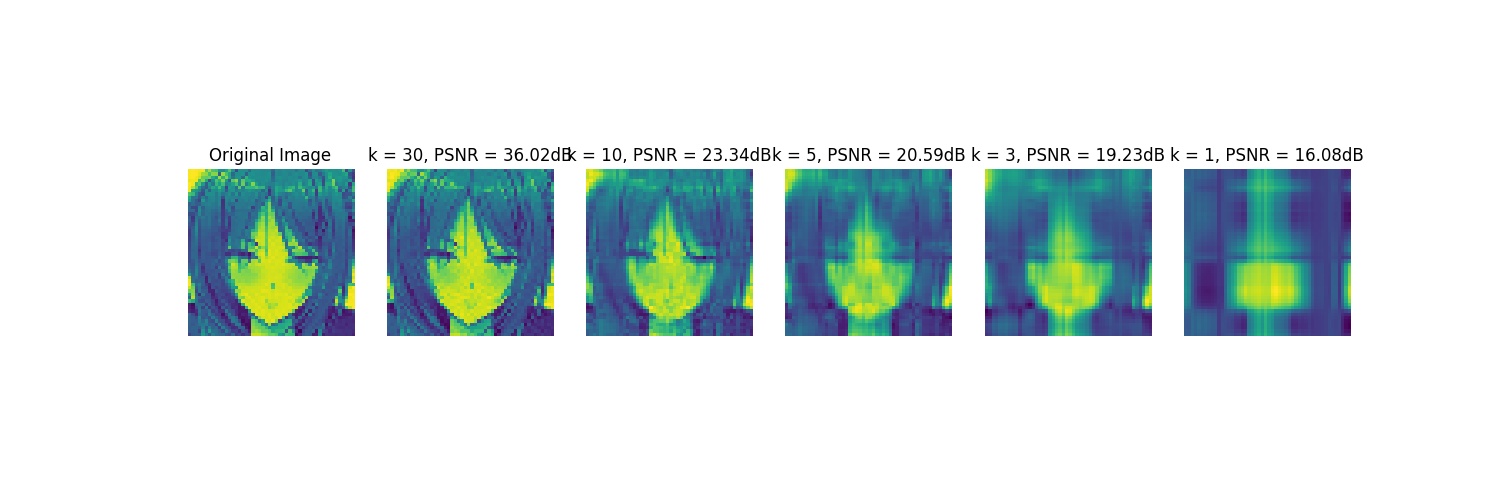 Original Image
k = 30, PSNR = 36.02dB
k = 10, PSNR = 23.34dB
k = 5, PSNR = 20.59dB
k = 3, PSNR = 19.23dB
k = 1, PSNR = 16.08dB